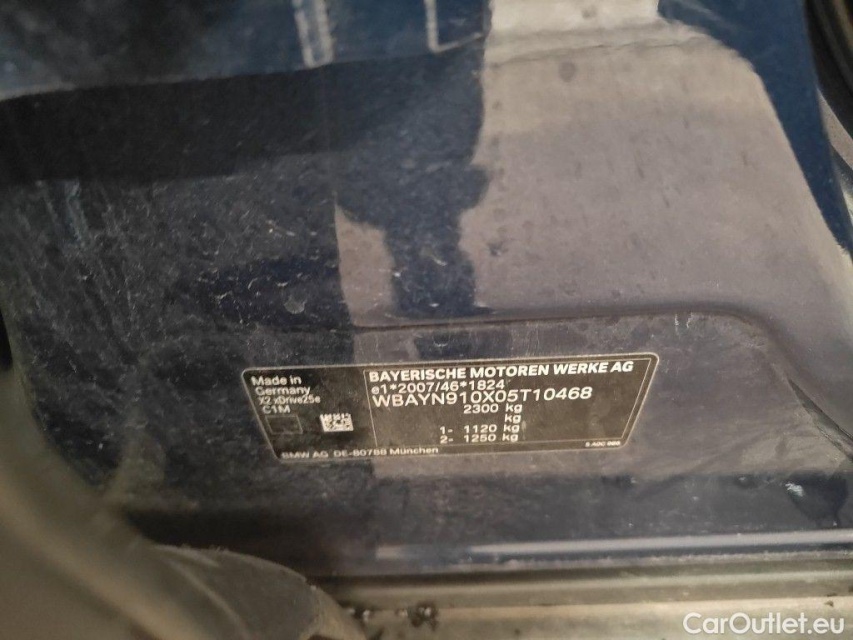 Made in
Germany
X2 xDrive25e
C1M
BAYERISCHE MOTOREN WERKE AG
e1*2007/46*1824
WBAYN910X05T10468
2300 kg
kg
1- 1120 kg
2- 1250 kg
BMW AG DE-80788 München
CarOutlet.eu